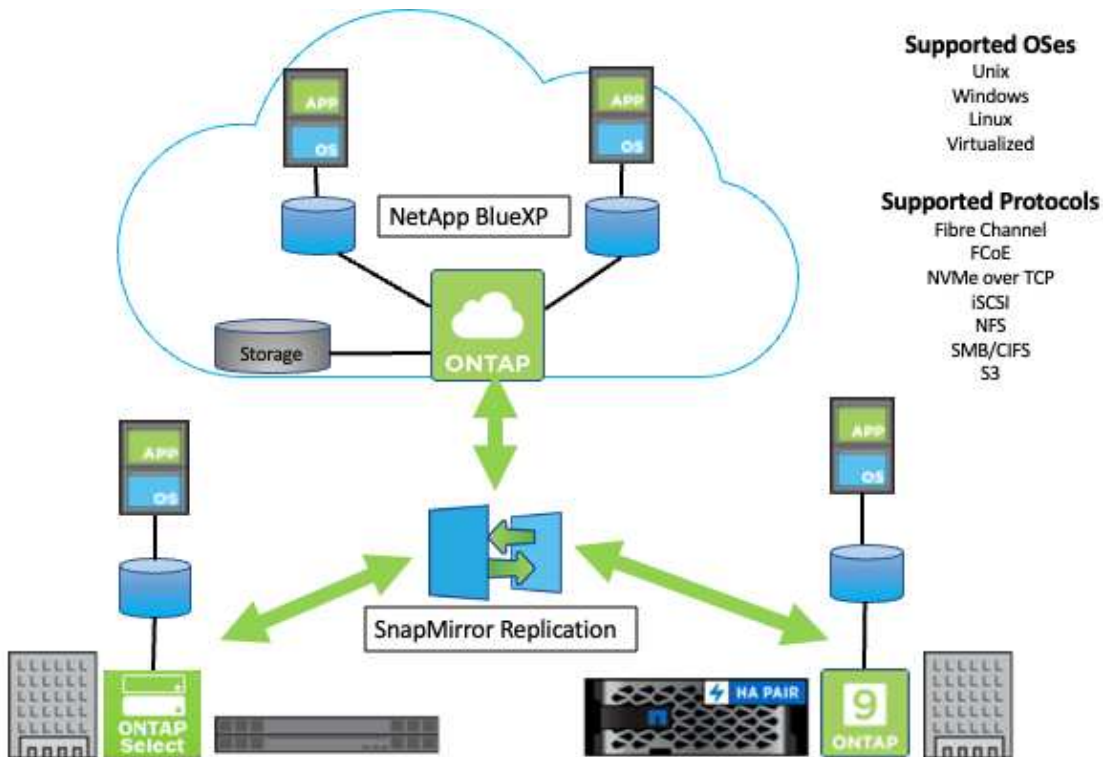 Supported OSes
Unix
Windows
Linux
Virtualized
Supported Protocols
Fibre Channel
FCoE
NVMe over TCP
iSCSI
NFS
SMB/CIFS
S3
APP
OS
APP
OS
NetApp BlueXP
Storage
ONTAP
APP
OS
APP
OS
SnapMirror Replication
ONTAP
Select
HA PAIR
9
ONTAP